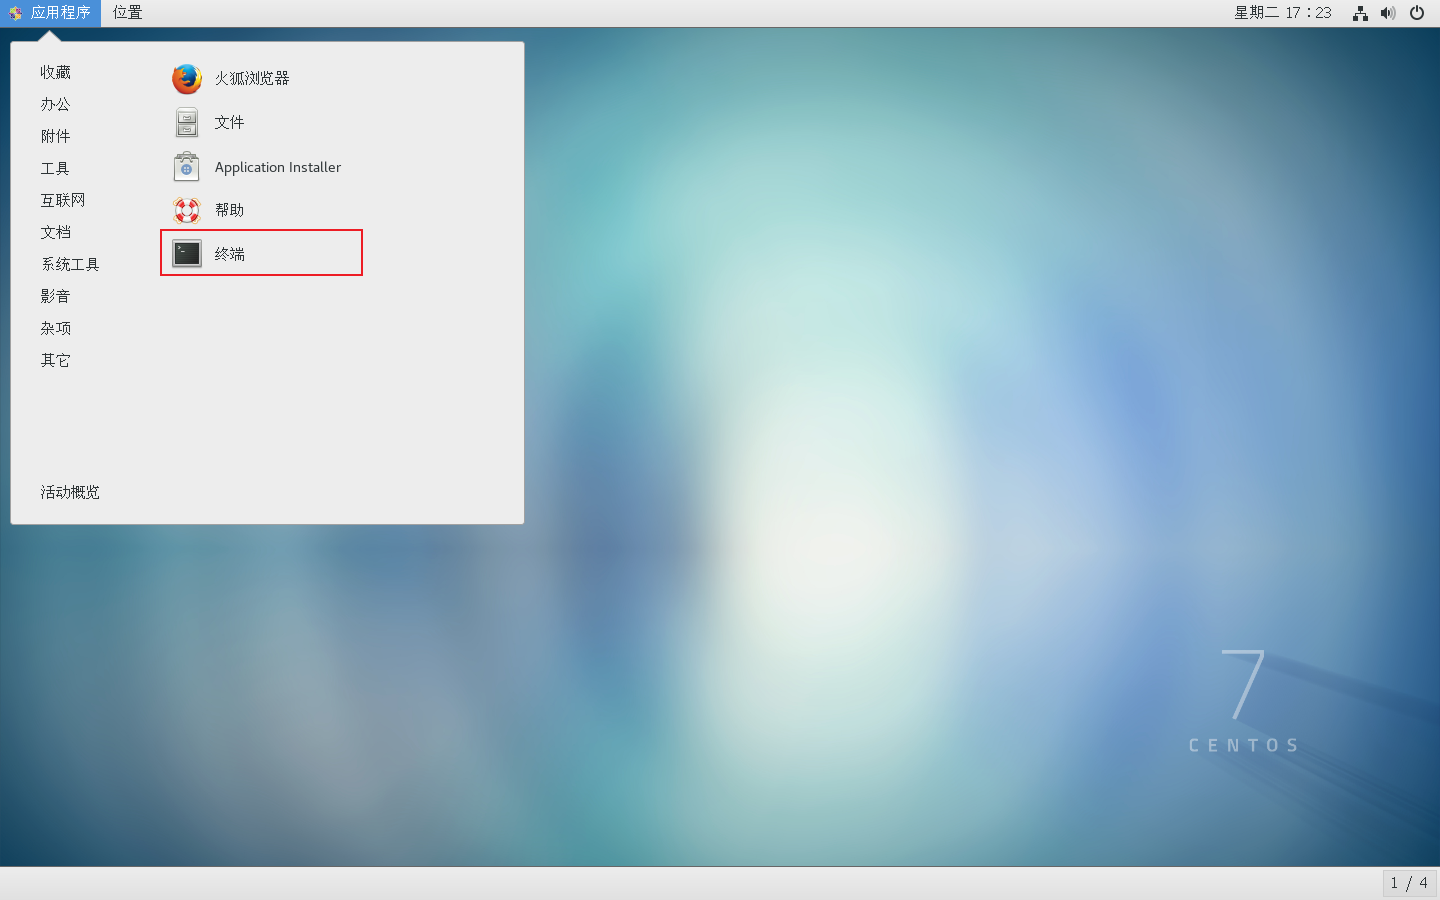 应用程序 位置 星期二 17：23
收藏
办公
附件
工具
互联网
文档
系统工具
影音
杂项
其它
活动概览
火狐浏览器
文件
Application Installer
帮助
终端
7
CENTOS
1 / 4